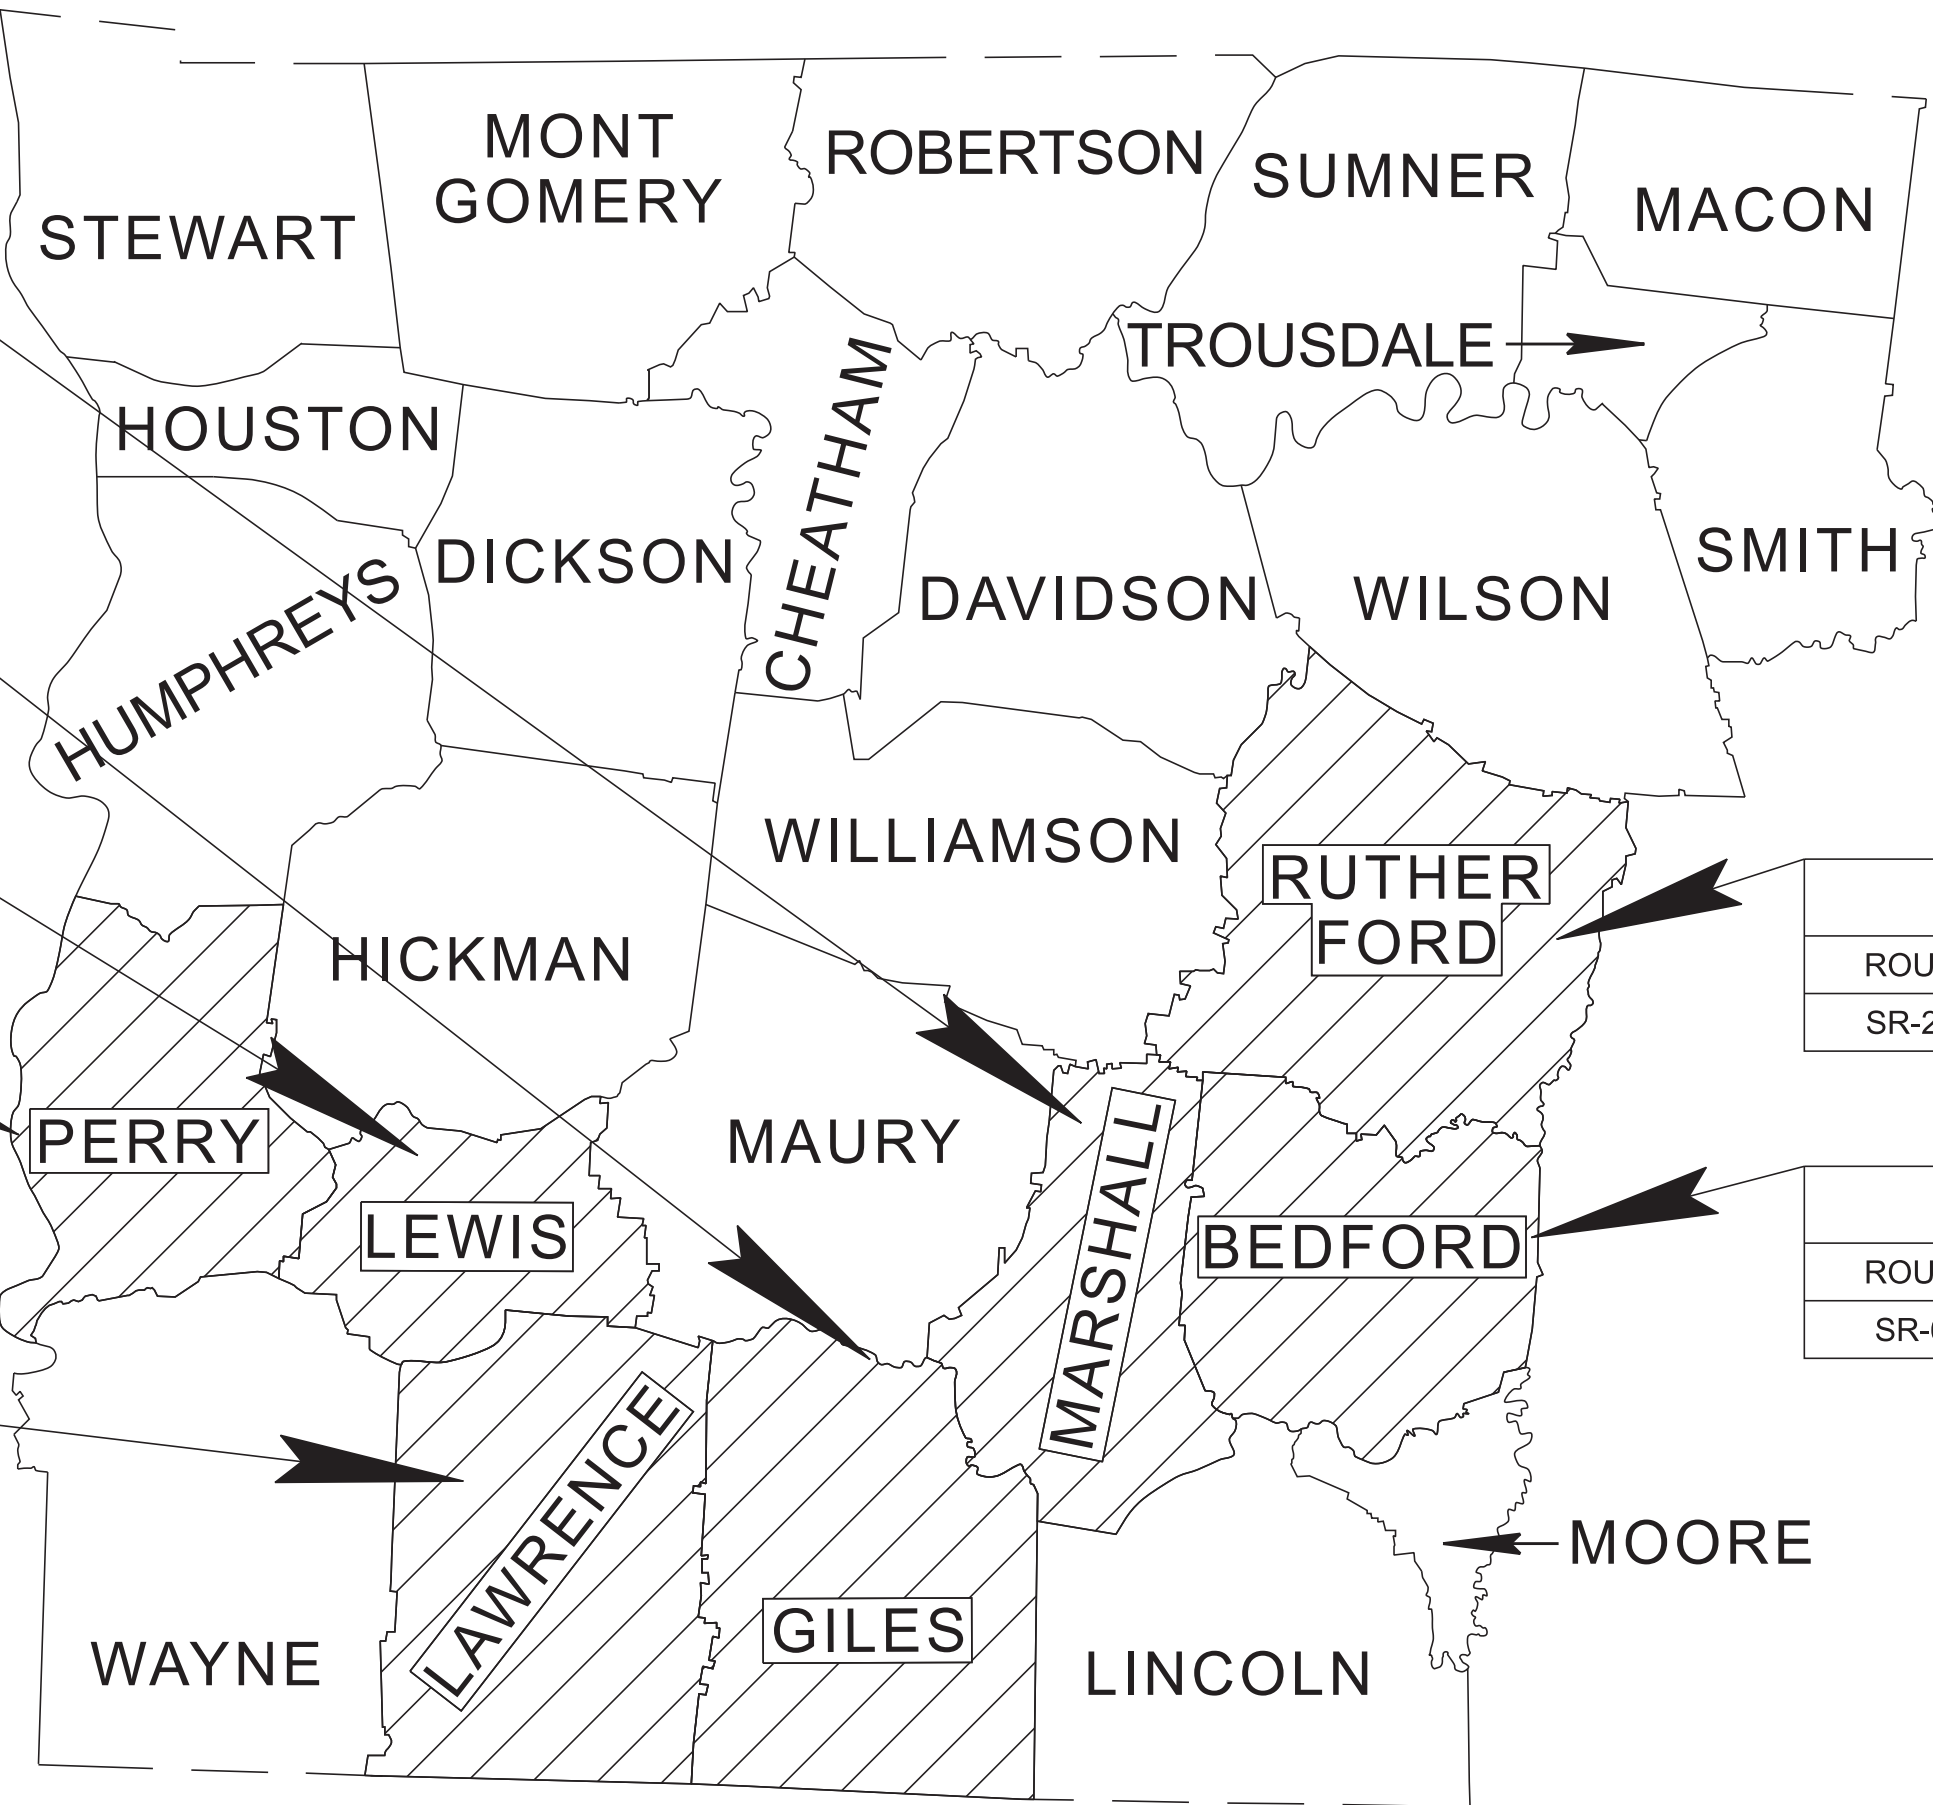 MONT
GOMERY
ROBERTSON
SUMNER
MACON
STEWART
TROUSDALE
HOUSTON
CHEATHAM
DICKSON
SMITH
HUMPHREYS
DAVIDSON
WILSON
WILLIAMSON
RUTHER
FORD
HICKMAN
ROU
SR-2
PERRY
MAURY
MARSHALL
LEWIS
BEDFORD
ROU
LAWRENCE
MOORE
GILES
WAYNE
LINCOLN